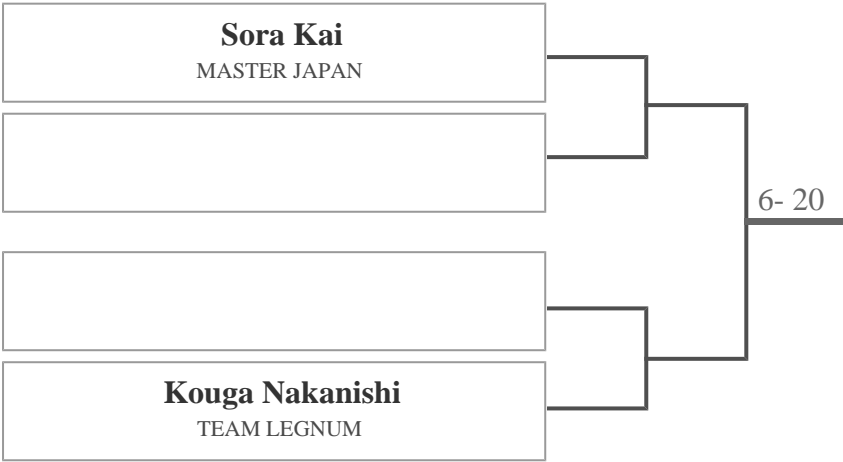 Sora Kai
MASTER JAPAN
6- 20
Kouga Nakanishi
TEAM LEGNUM